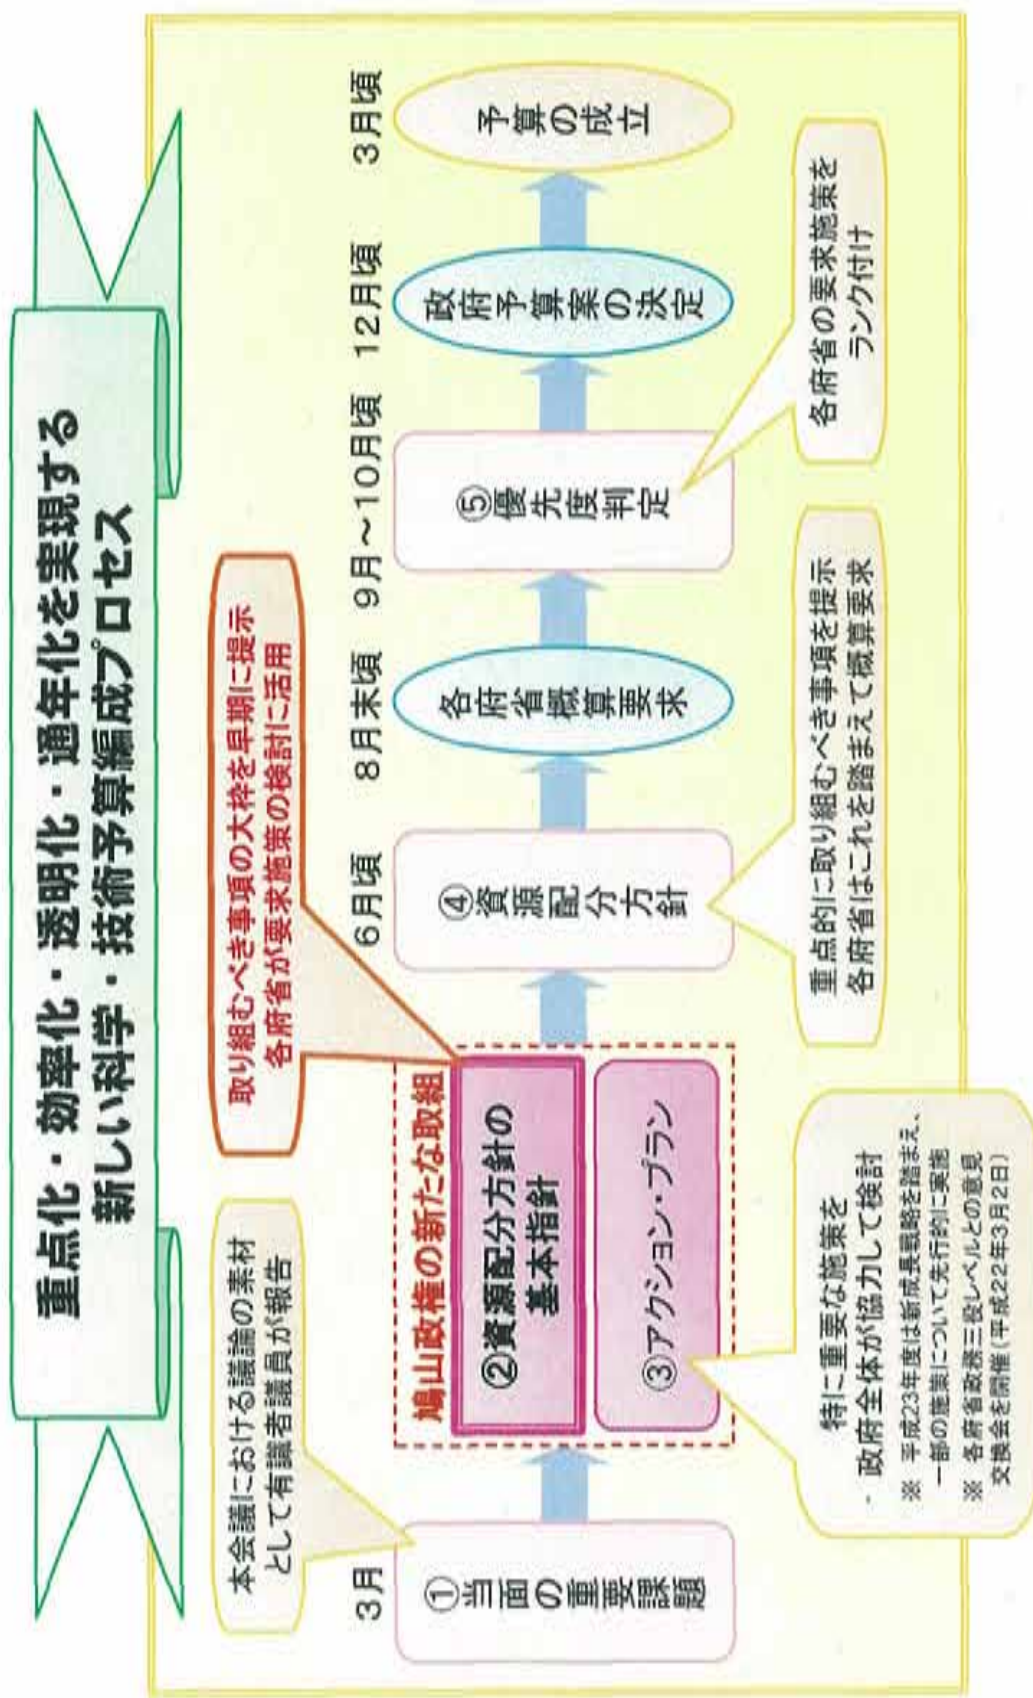 重点化・効率化・透明化・通年化を実現する
新しい科学・技術予算編成プロセス
本会議における議論の素材
として有識者議員が報告
取り組むべき事項の大枠を早期に提示
各府省が要求施策の検討に活用
3月
6月頃
8月末頃
9月～10月頃
12月頃
3月頃
①当面の重要課題
鳩山政権の新たな取組
②資源配分方針の
基本指針
③アクション・プラン
④資源配分方針
各府省概算要求
⑤優先度判定
政府予算案の決定
予算の成立
特に重要な施策を
政府全体が協力して検討
※ 平成23年度は新成長戦略を踏まえ、
一部の施策について先行的に実施
※ 各府省政務三役レベルとの意見
交換会を開催(平成22年3月2日)
重点的に取り組むべき事項を提示
各府省はこれを踏まえて概算要求
各府省の要求施策を
ランク付け